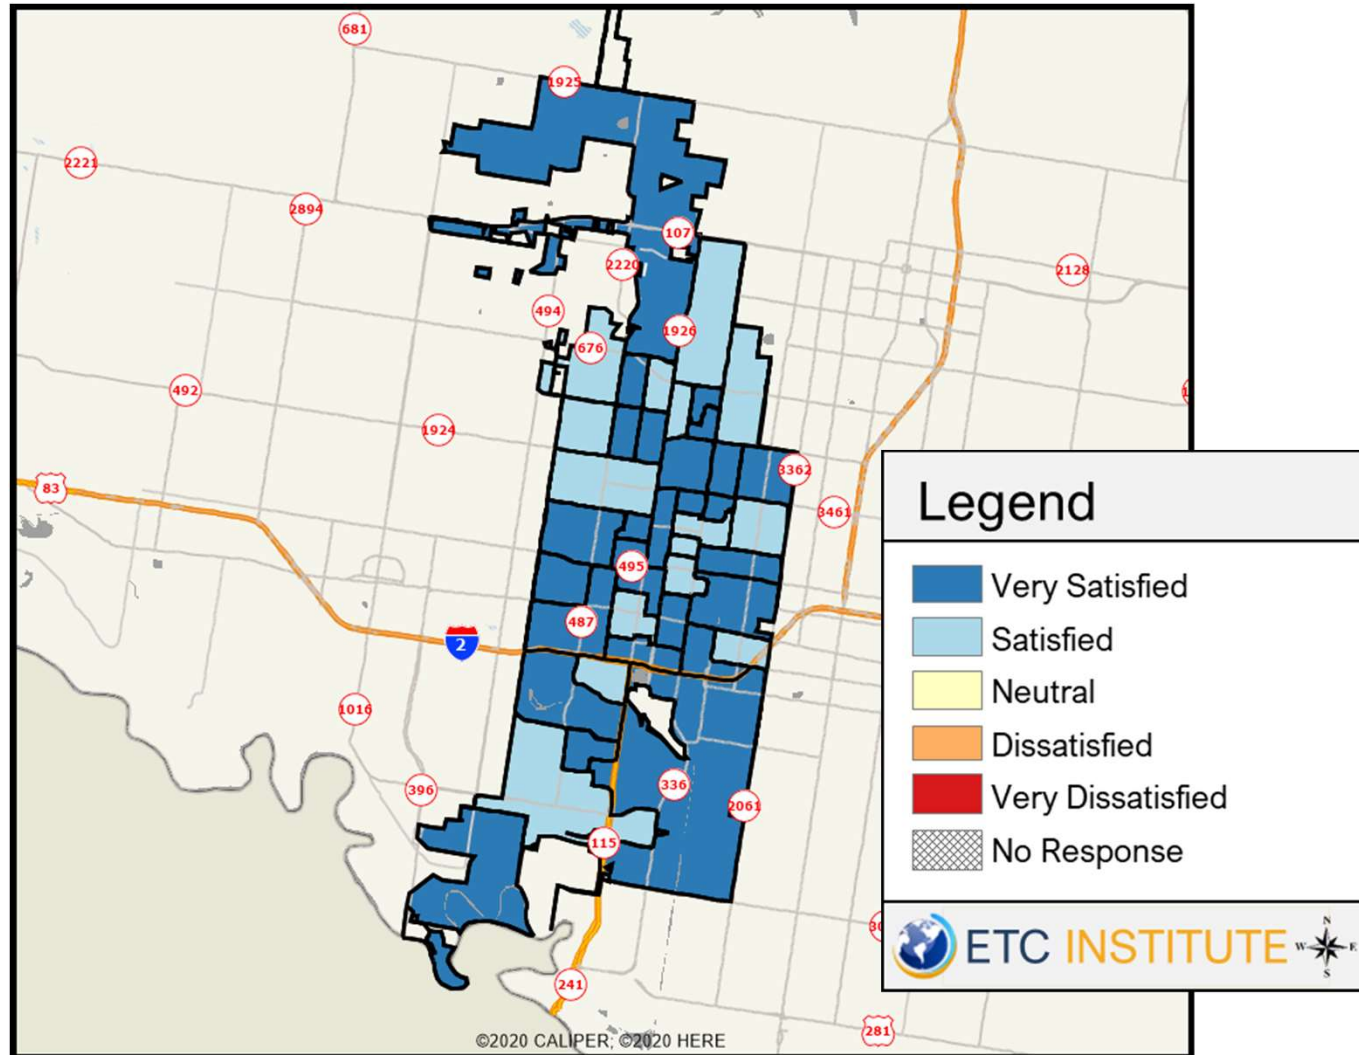 681
1925
2221
2894
107
2220
2128
494
1926
676
492
1924
3362
83
3461
495
487
2
1016
336
396
2061
115
241
281
©2020 CALIPER; ©2020 HERE
Legend
Very Satisfied
Satisfied
Neutral
Dissatisfied
Very Dissatisfied
No Response
ETC INSTITUTE
N
W E
S